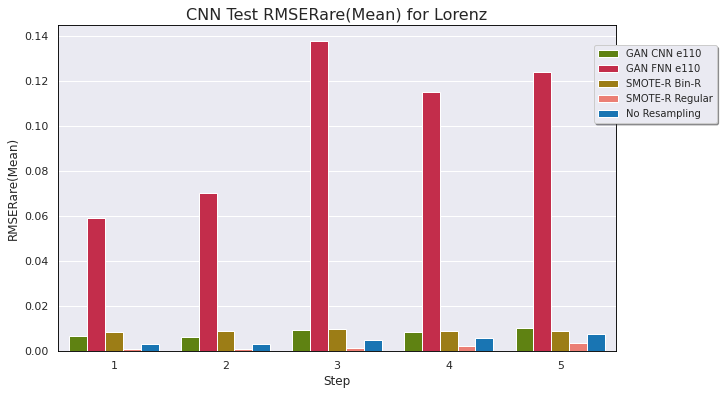 CNN Test RMSERare(Mean) for Lorenz
0.14
0.12
0.10
0.08
0.06
0.04
0.02
0.00
RMSERare(Mean)
1 2 3 4 5
Step
GAN CNN e110
GAN FNN e110
SMOTE-R Bin-R
SMOTE-R Regular
No Resampling